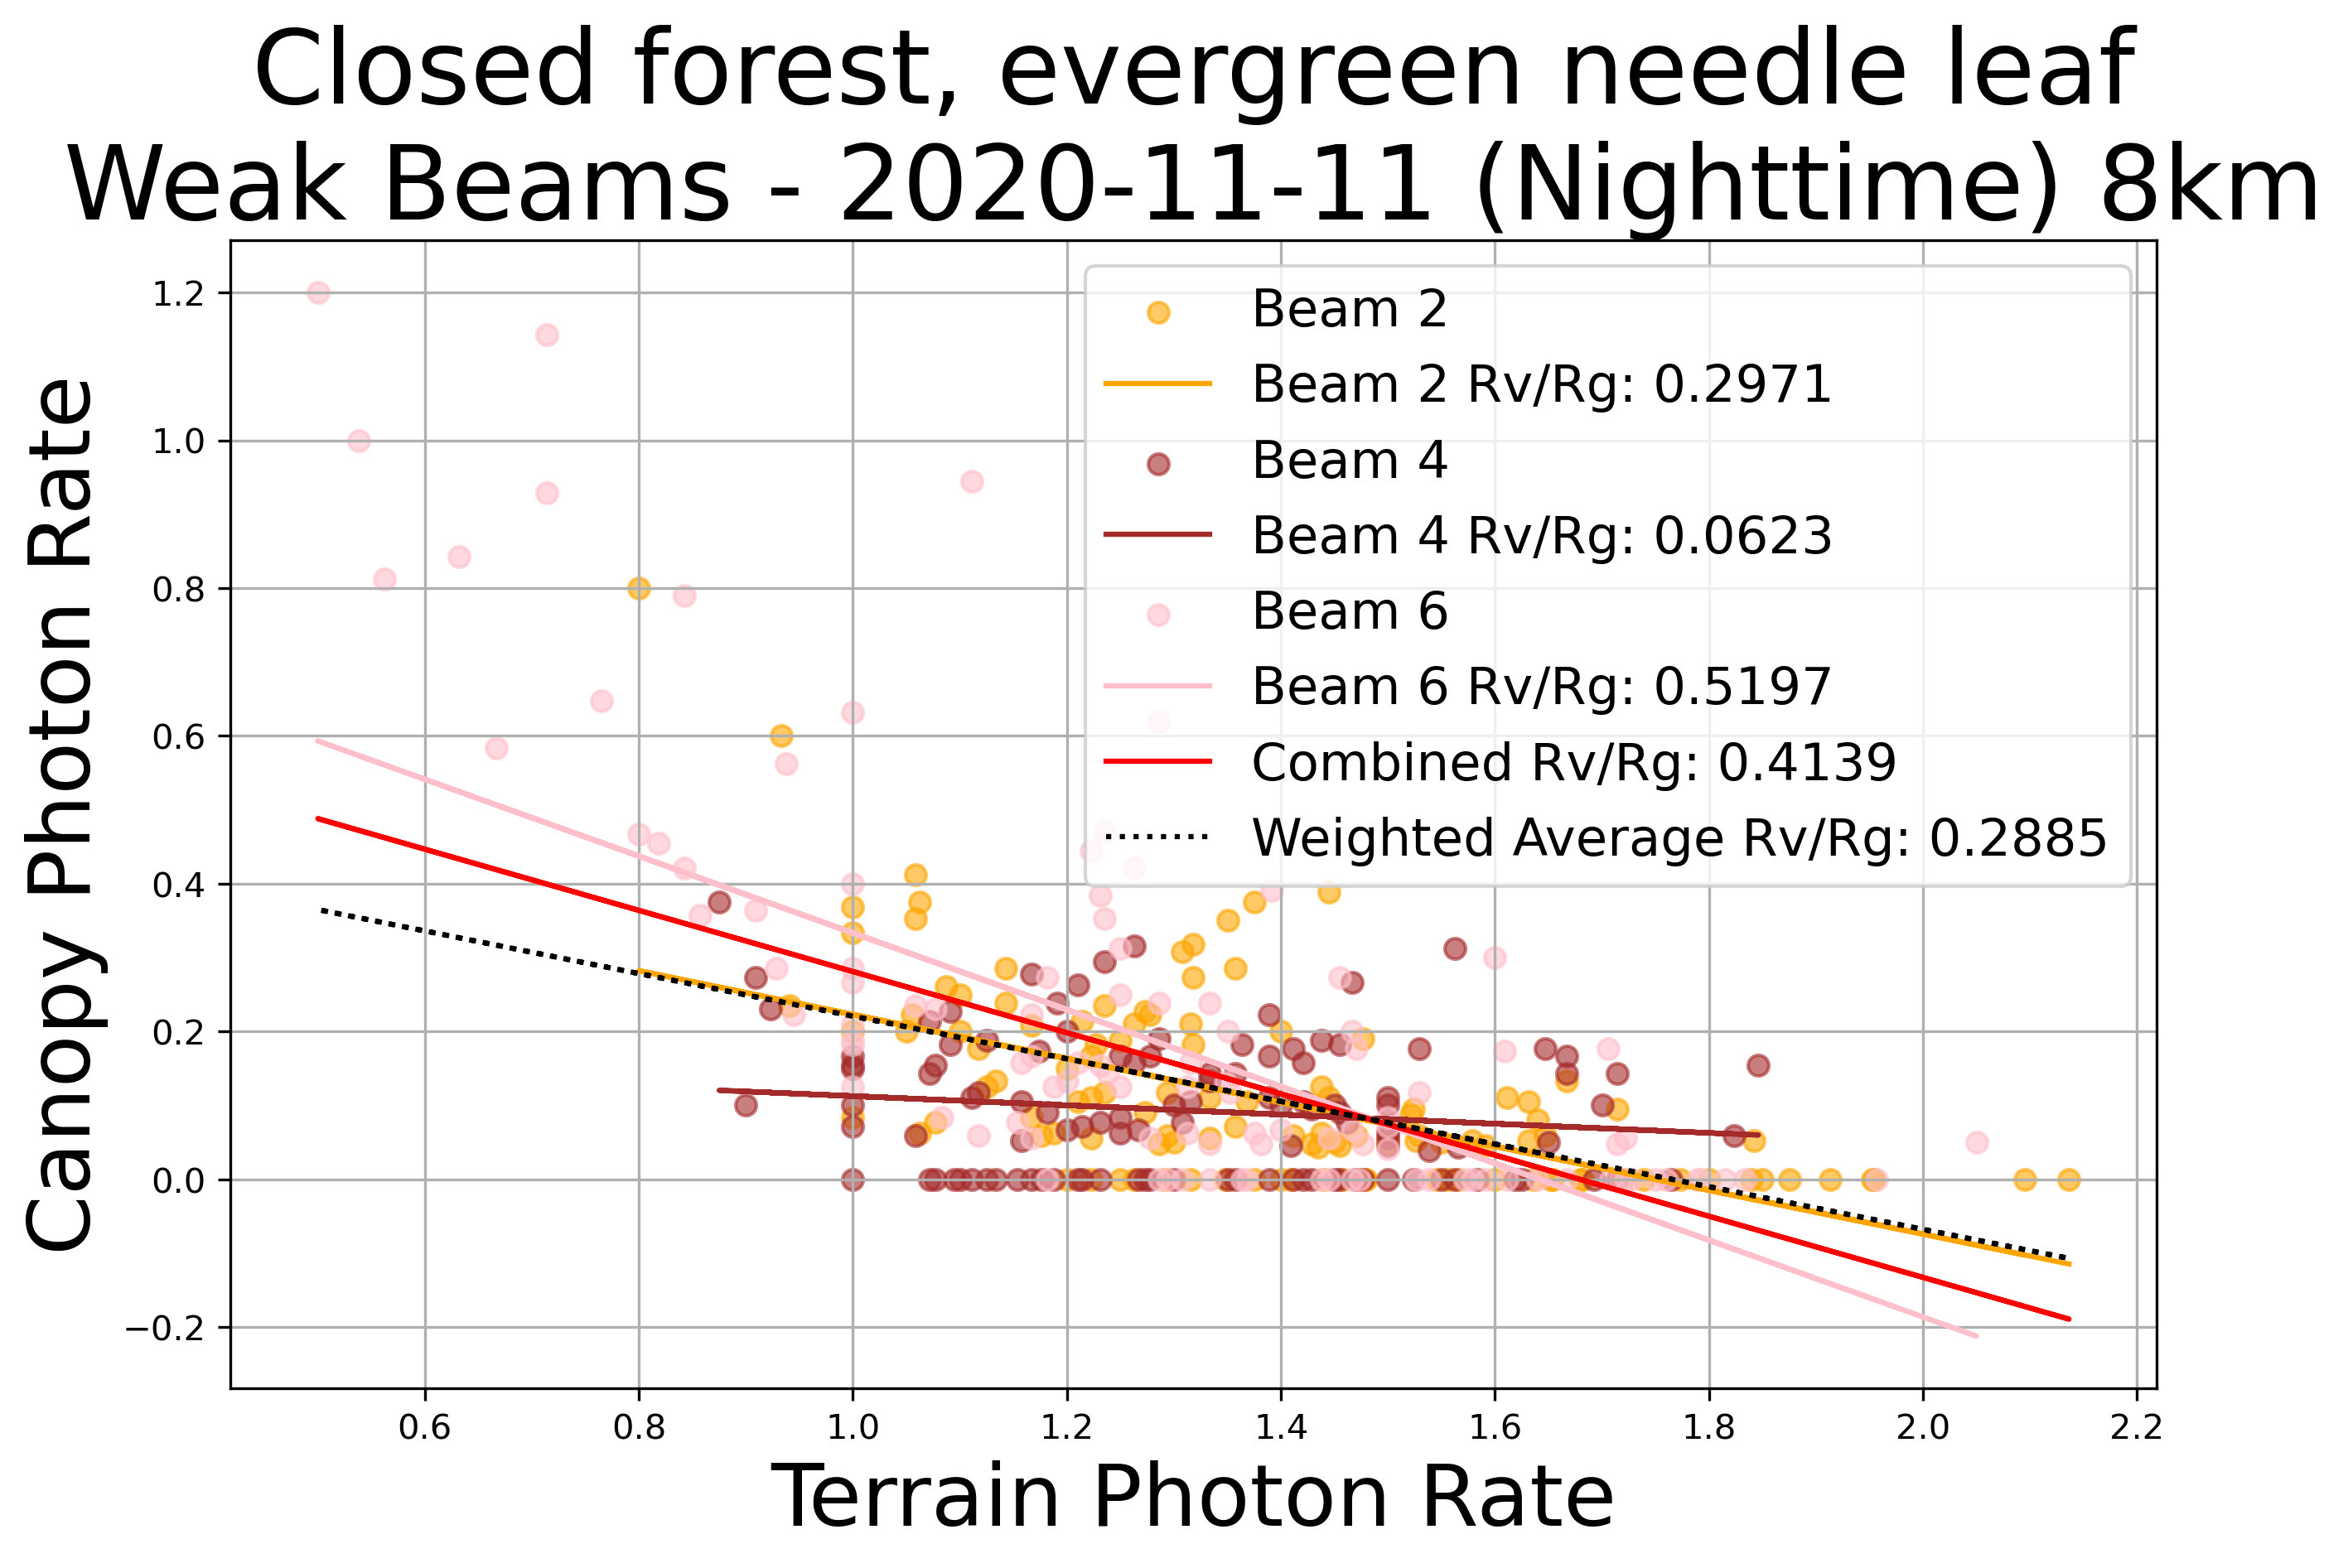 Closed forest, evergreen needle leaf
Weak Beams - 2020-11-11 (Nighttime) 8km
Canopy Photon Rate
1.2
1.0
0.8
0.6
0.4
0.2
0.0
−0.2
Beam 2
Beam 2 Rv/Rg: 0.2971
Beam 4
Beam 4 Rv/Rg: 0.0623
Beam 6
Beam 6 Rv/Rg: 0.5197
Combined Rv/Rg: 0.4139
Weighted Average Rv/Rg: 0.2885
0.6 0.8 1.0 1.2 1.4 1.6 1.8 2.0 2.2
Terrain Photon Rate